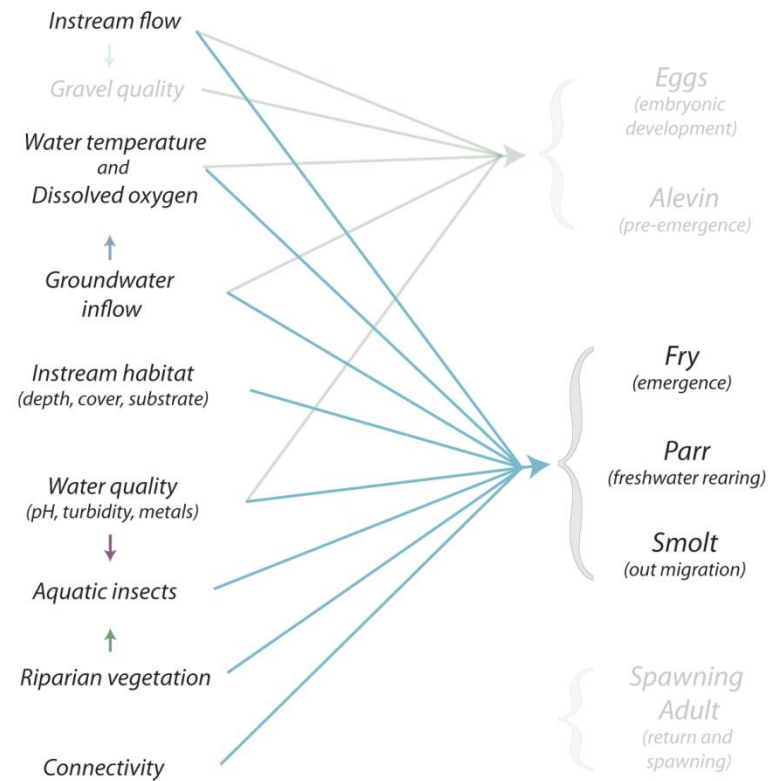 Instream flow
Gravel quality
Water temperature
and
Dissolved oxygen
Groundwater
inflow
Instream habitat
(depth, cover, substrate)
Water quality
(pH, turbidity, metals)
Aquatic insects
Riparian vegetation
Connectivity
Eggs
(embryonic
development)
Alevin
(pre-emergence)
Fry
(emergence)
Parr
(freshwater rearing)
Smolt
(out migration)
Spawning
Adult
(return and
spawning)